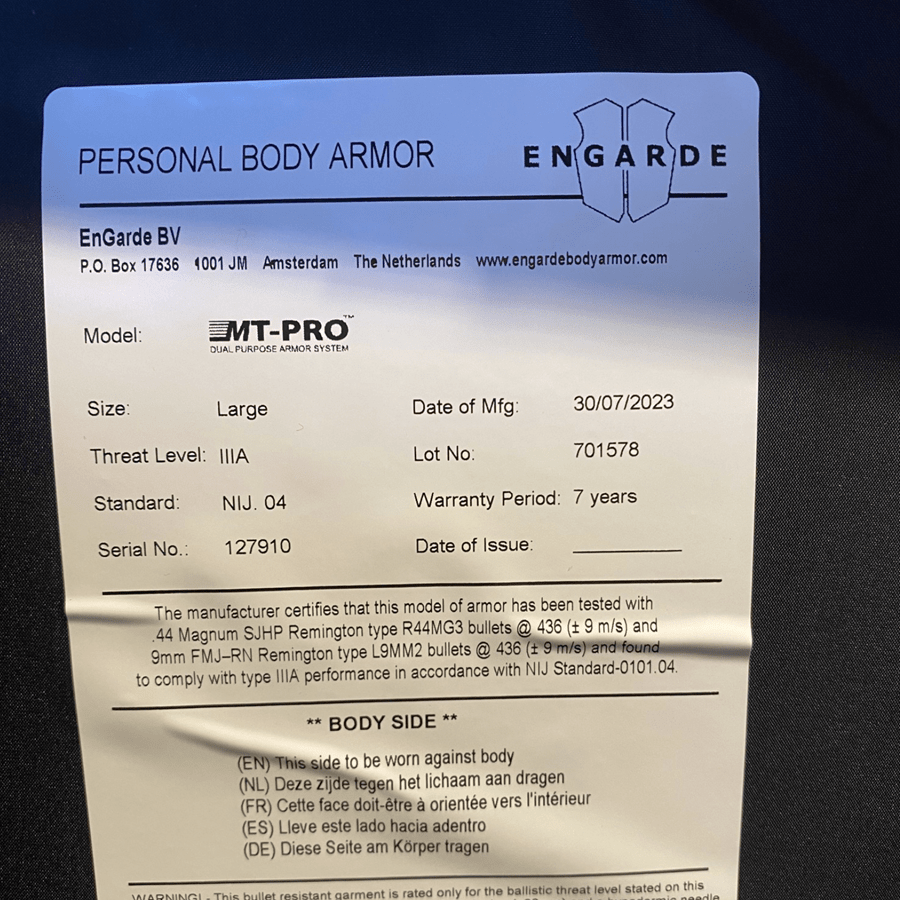 PERSONAL BODY ARMOR
ENGARDE
EnGarde BV
P.O. Box 17636 1001 JM Amsterdam The Netherlands www.engardebodyarmor.com
Model: MT-PRO™
DUAL PURPOSE ARMOR SYSTEM
Size: Large Date of Mfg: 30/07/2023
Threat Level: IIIA Lot No: 701578
Standard: NIJ. 04 Warranty Period: 7 years
Serial No.: 127910 Date of Issue:
The manufacturer certifies that this model of armor has been tested with
.44 Magnum SJHP Remington type R44MG3 bullets @ 436 (± 9 m/s) and
9mm FMJ–RN Remington type L9MM2 bullets @ 436 (± 9 m/s) and found
to comply with type IIIA performance in accordance with NIJ Standard-0101.04.
** BODY SIDE **
(EN) This side to be worn against body
(NL) Deze zijde tegen het lichaam aan dragen
(FR) Cette face doit-être à orientée vers l'intérieur
(ES) Lleve este lado hacia adentro
(DE) Diese Seite am Körper tragen
WARNING! - This bullet resistant garment is rated only for the ballistic threat level stated on this
needle